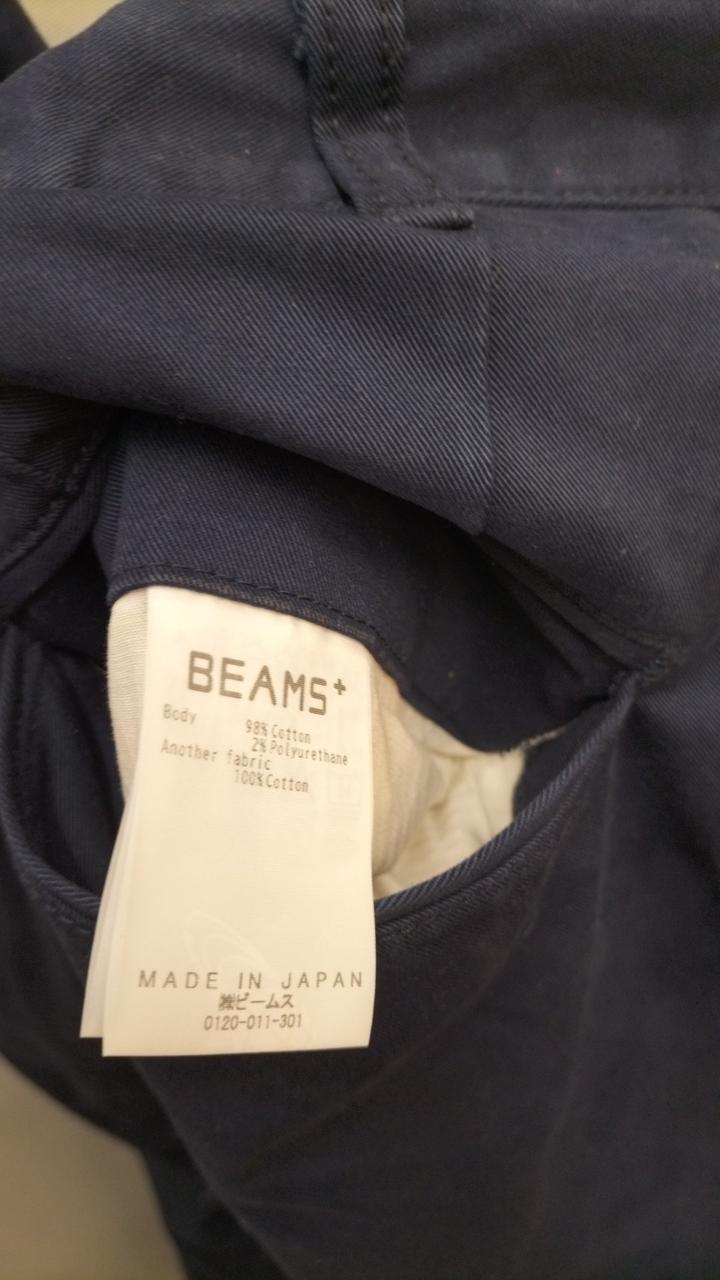 BEAMS+
Body 98% Cotton
2% Polyurethane
Another fabric
100% Cotton
MADE IN JAPAN
㈱ビームス
0120-011-301